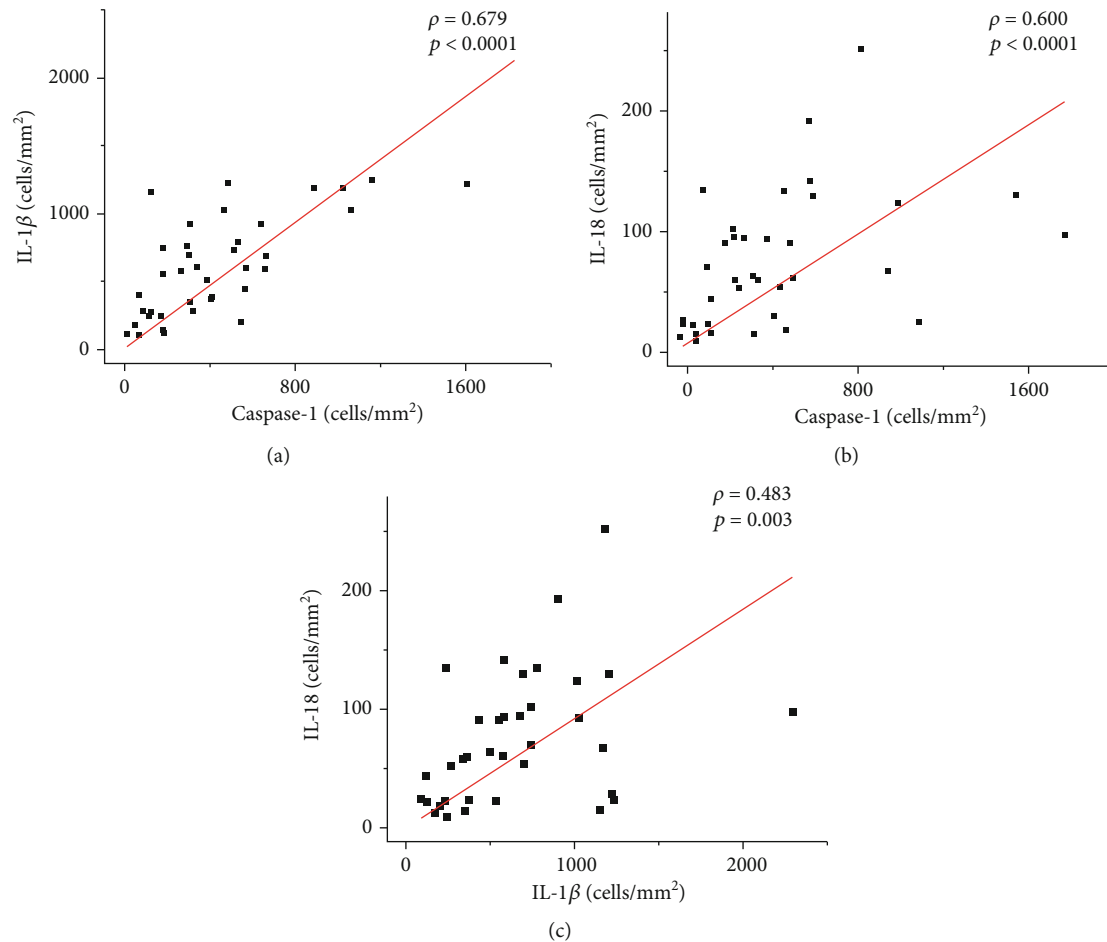 ρ = 0.679
p < 0.0001
2000
1000
0
IL-1β (cells/mm²)
0 800 1600
Caspase-1 (cells/mm²)
(a)
ρ = 0.600
p < 0.0001
200
100
0
IL-18 (cells/mm²)
0 800 1600
Caspase-1 (cells/mm²)
(b)
ρ = 0.483
p = 0.003
200
100
0
IL-18 (cells/mm²)
0 1000 2000
IL-1β (cells/mm²)
(c)